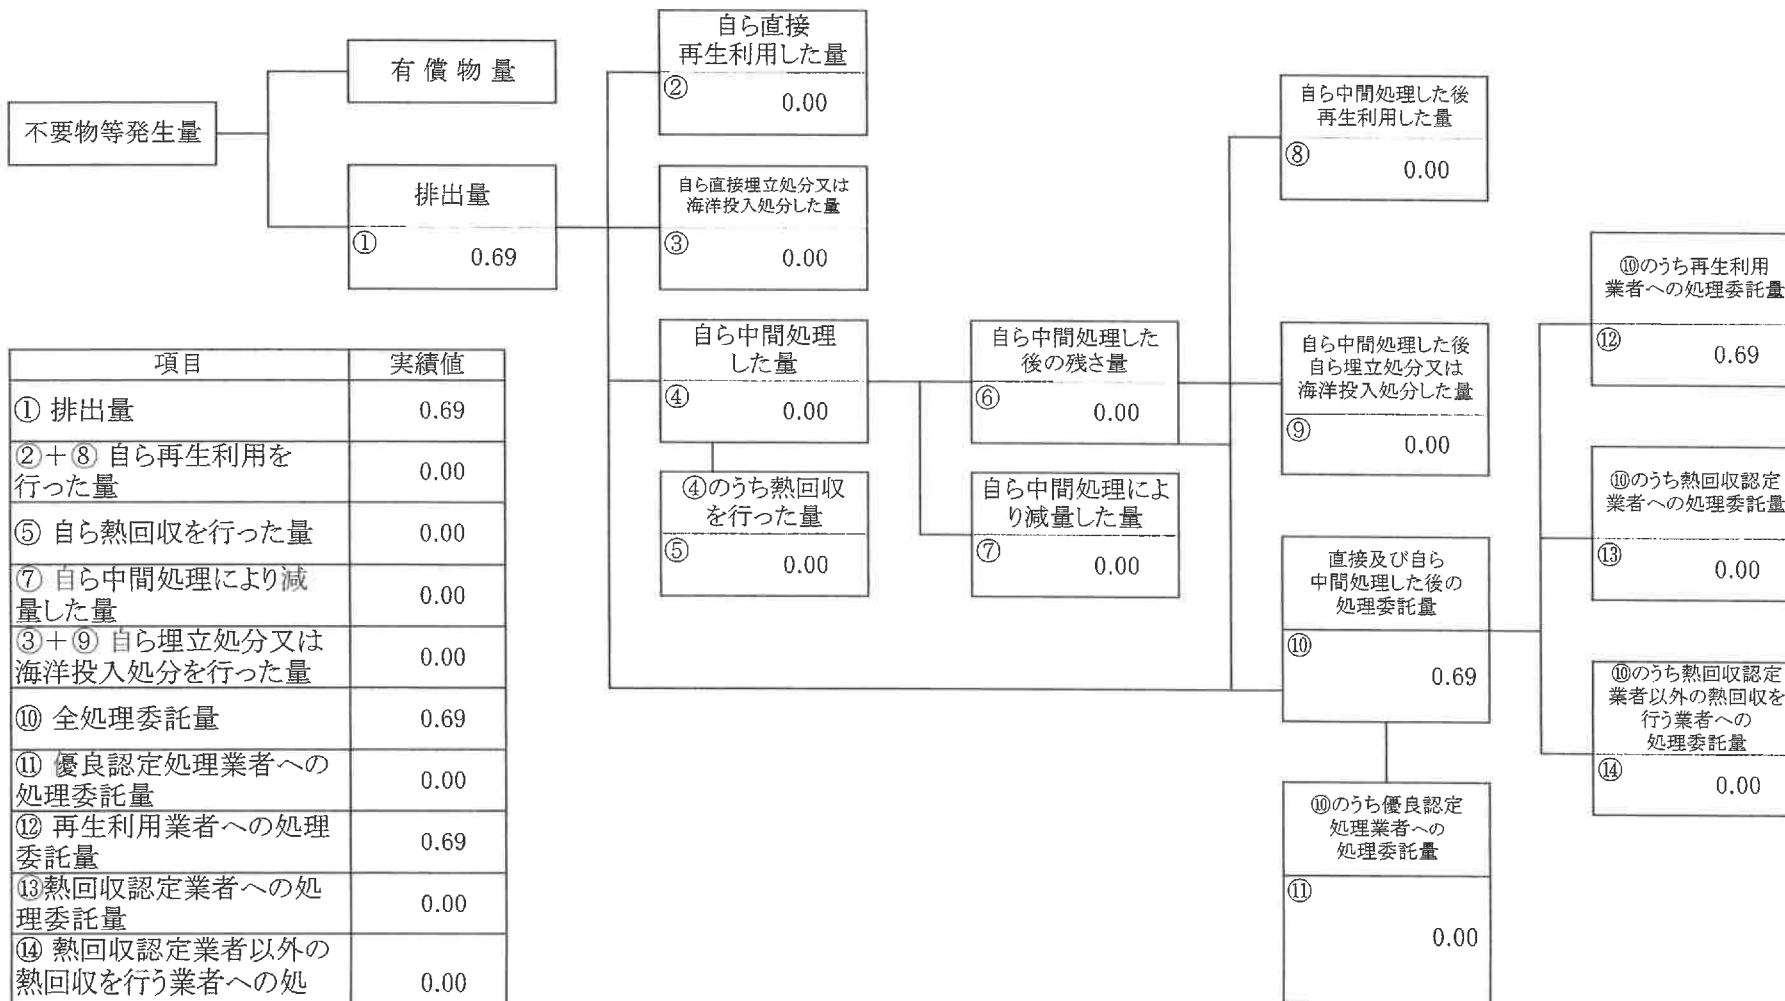 不要物等発生量
有償物量
排出量
①
0.69
自ら直接
再生利用した量
②
0.00
自ら直接埋立処分又は
海洋投入処分した量
③
0.00
自ら中間処理
した量
④
0.00
④のうち熱回収
を行った量
⑤
0.00
自ら中間処理した
後の残さ量
⑥
0.00
自ら中間処理によ
り減量した量
⑦
0.00
自ら中間処理した後
再生利用した量
⑧
0.00
自ら中間処理した後
自ら埋立処分又は
海洋投入処分した量
⑨
0.00
直接及び自ら
中間処理した後の
処理委託量
⑩
0.69
⑩のうち優良認定
処理業者への
処理委託量
⑪
0.00
⑩のうち再生利用
業者への処理委託量
⑫
0.69
⑩のうち熱回収認定
業者への処理委託量
⑬
0.00
⑩のうち熱回収認定
業者以外の熱回収を
行う業者への
処理委託量
⑭
0.00
項目 実績値
① 排出量 0.69
②＋⑧ 自ら再生利用を
行った量 0.00
⑤ 自ら熱回収を行った量 0.00
⑦ 自ら中間処理により減
量した量 0.00
③＋⑨ 自ら埋立処分又は
海洋投入処分を行った量 0.00
⑩ 全処理委託量 0.69
⑪ 優良認定処理業者への
処理委託量 0.00
⑫ 再生利用業者への処理
委託量 0.69
⑬熱回収認定業者への処
理委託量 0.00
⑭ 熱回収認定業者以外の
熱回収を行う業者への処 0.00